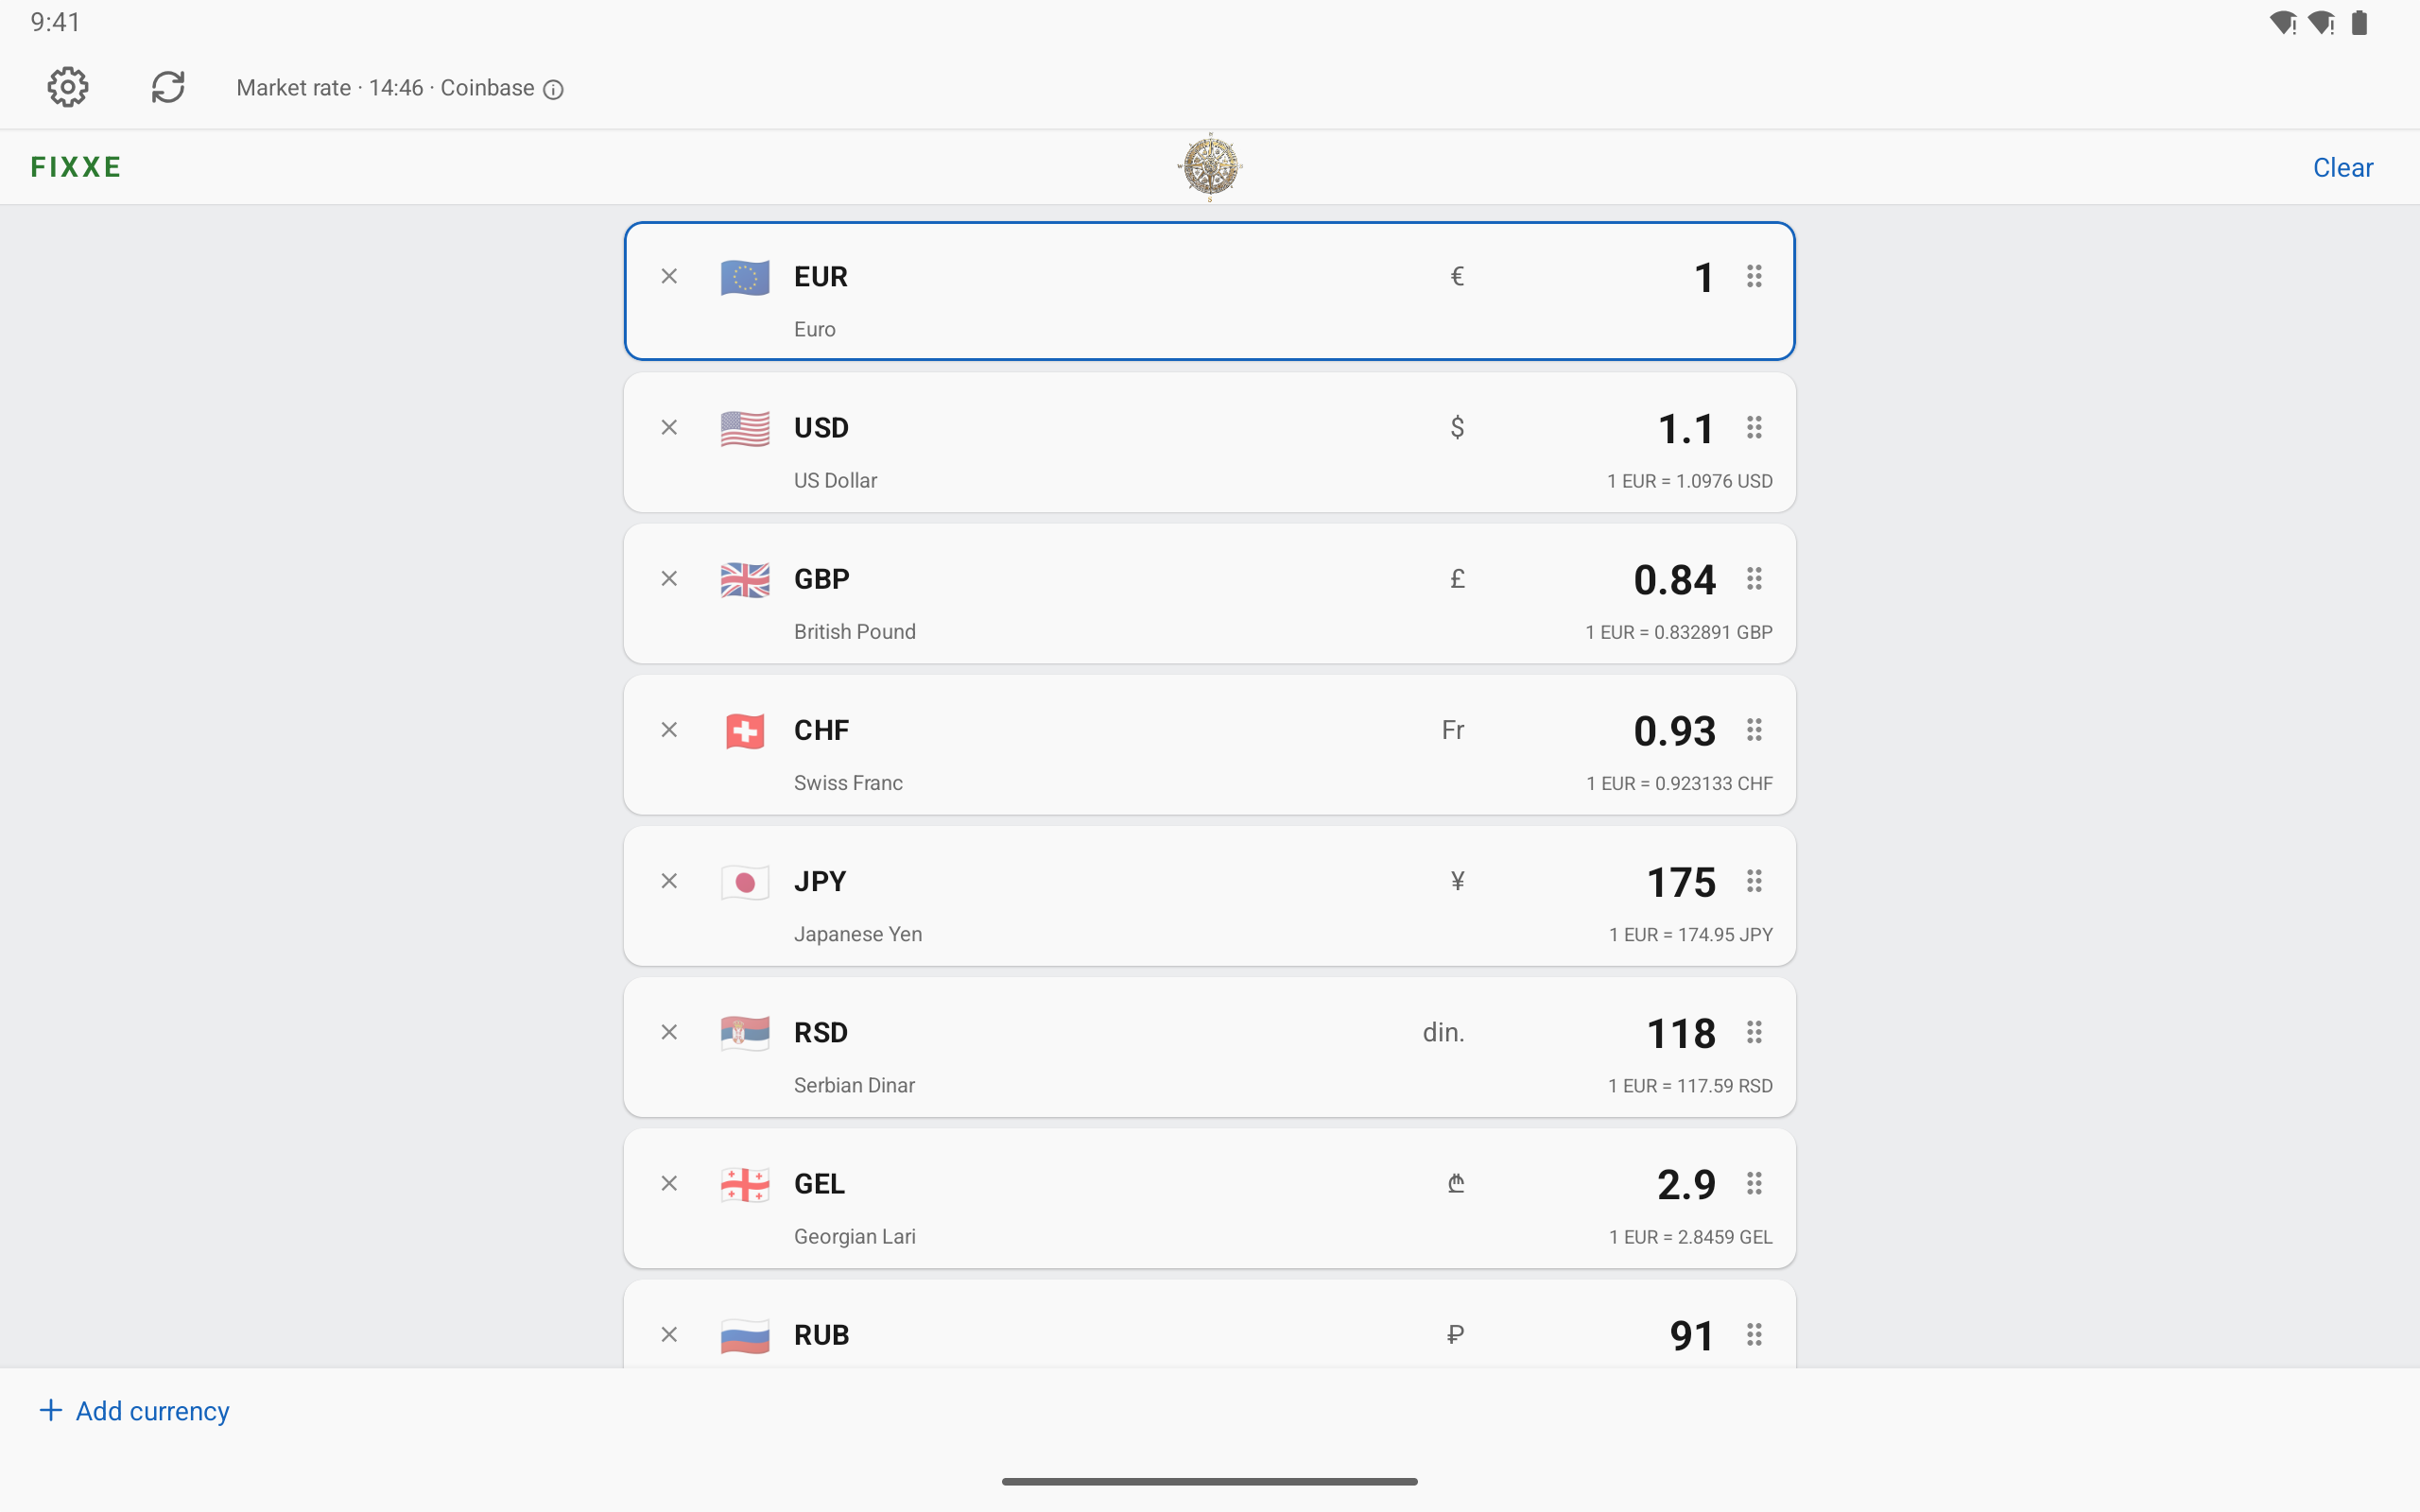 9:41
Market rate · 14:46 · Coinbase
FIXXE
Clear
EUR € 1
Euro
USD $ 1.1
US Dollar 1 EUR = 1.0976 USD
GBP £ 0.84
British Pound 1 EUR = 0.832891 GBP
CHF Fr 0.93
Swiss Franc 1 EUR = 0.923133 CHF
JPY ¥ 175
Japanese Yen 1 EUR = 174.95 JPY
RSD din. 118
Serbian Dinar 1 EUR = 117.59 RSD
GEL ₾ 2.9
Georgian Lari 1 EUR = 2.8459 GEL
RUB ₽ 91
+ Add currency